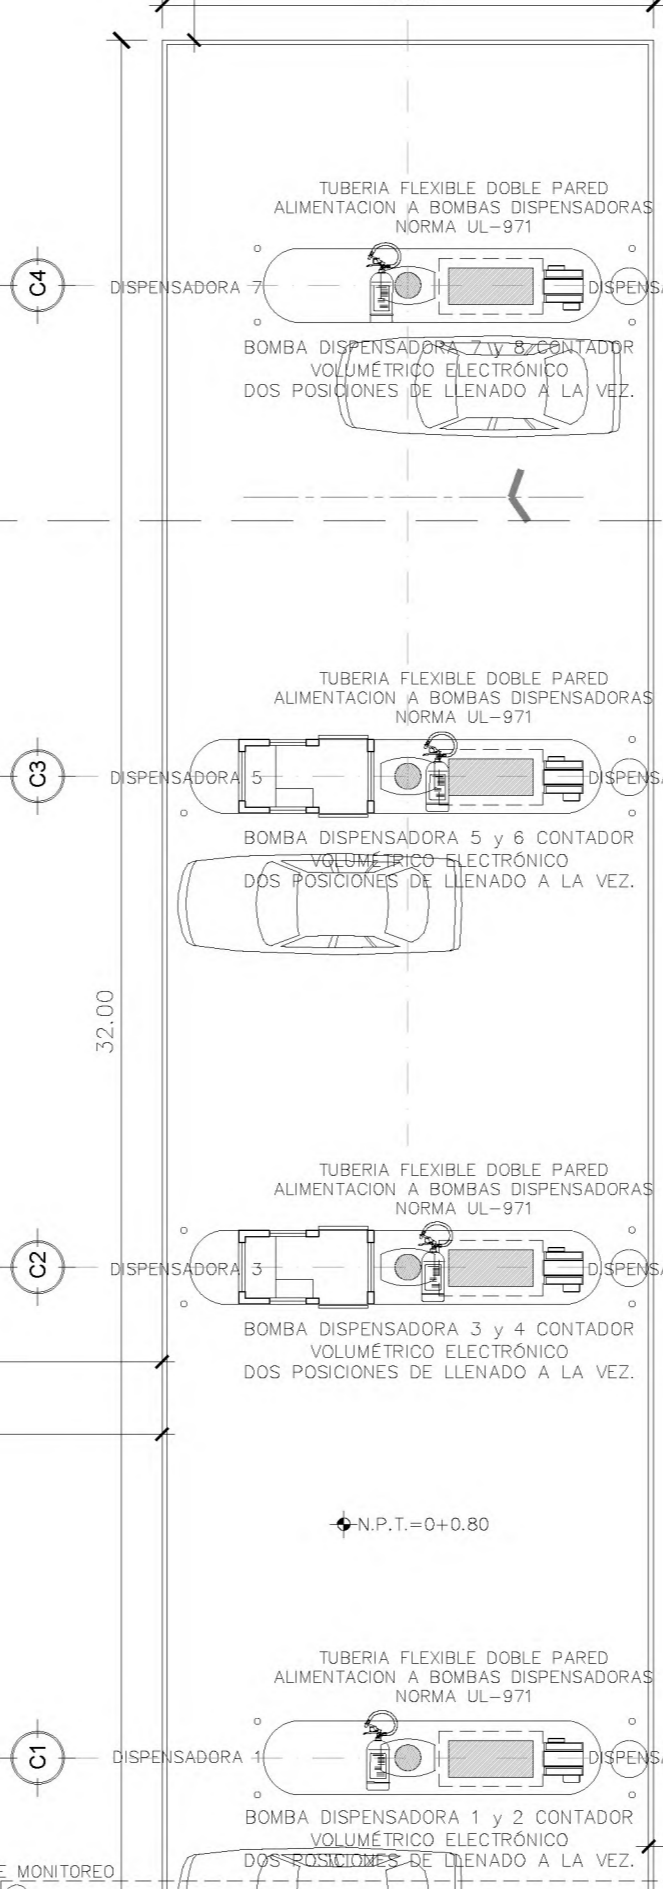 TUBERIA FLEXIBLE DOBLE PARED
ALIMENTACION A BOMBAS DISPENSADORAS
NORMA UL-971
C4
DISPENSADORA 7
BOMBA DISPENSADORA 7 y 8 CONTADOR
VOLUMÉTRICO ELECTRÓNICO
DOS POSICIONES DE LLENADO A LA VEZ.
TUBERIA FLEXIBLE DOBLE PARED
ALIMENTACION A BOMBAS DISPENSADORAS
NORMA UL-971
C3
DISPENSADORA 5
BOMBA DISPENSADORA 5 y 6 CONTADOR
VOLUMÉTRICO ELECTRÓNICO
DOS POSICIONES DE LLENADO A LA VEZ.
32.00
TUBERIA FLEXIBLE DOBLE PARED
ALIMENTACION A BOMBAS DISPENSADORAS
NORMA UL-971
C2
DISPENSADORA 3
BOMBA DISPENSADORA 3 y 4 CONTADOR
VOLUMÉTRICO ELECTRÓNICO
DOS POSICIONES DE LLENADO A LA VEZ.
N.P.T.=0+0.80
TUBERIA FLEXIBLE DOBLE PARED
ALIMENTACION A BOMBAS DISPENSADORAS
NORMA UL-971
C1
DISPENSADORA 1
BOMBA DISPENSADORA 1 y 2 CONTADOR
VOLUMÉTRICO ELECTRÓNICO
DOS POSICIONES DE LLENADO A LA VEZ.
E MONITOREO